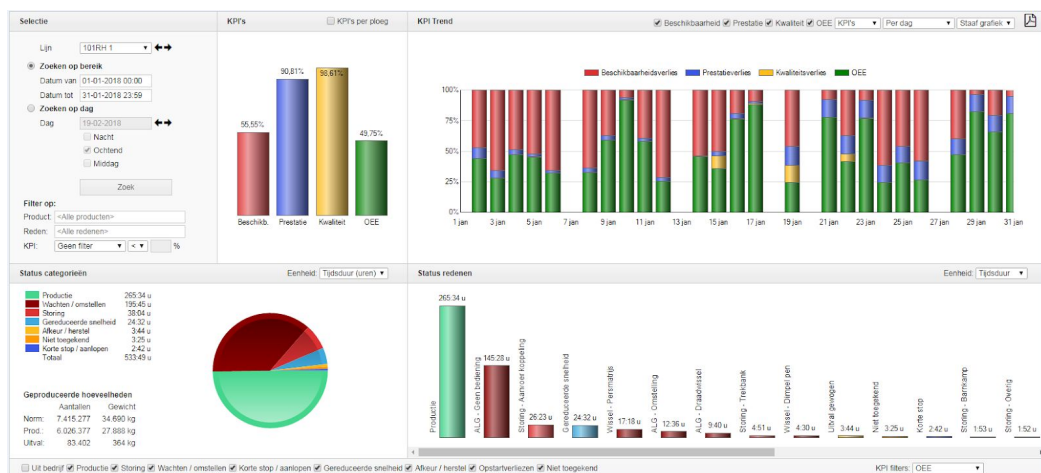 Selectie
Lijn 101RH 1
Zoeken op bereik
Datum van 01-01-2018 00:00
Datum tot 31-01-2018 23:59
Zoeken op dag
Dag 19-02-2018
Nacht
Ochtend
Middag
Zoek
Filter op:
Product: <Alle producten>
Reden: <Alle redenen>
KPI: Geen filter < %
KPI's KPI's per ploeg
90,81% 98,61%
55,55% 49,75%
Beschikb. Prestatie Kwaliteit OEE
KPI Trend Beschikbaarheid Prestatie Kwaliteit OEE KPI's Per dag Staaf grafiek
Beschikbaarheidsverlies Prestatieverlies Kwaliteitsverlies OEE
100%
75%
50%
25%
0%
1 jan 3 jan 5 jan 7 jan 9 jan 11 jan 13 jan 15 jan 17 jan 19 jan 21 jan 23 jan 25 jan 27 jan 29 jan 31 jan
Status categorieën Eenheid: Tijdsduur (uren)
Productie 265:34 u
Wachten / omstellen 195:45 u
Storing 38:04 u
Gereduceerde snelheid 24:32 u
Afkeur / herstel 3:44 u
Niet toegekend 3:25 u
Korte stop / aanlopen 2:42 u
Totaal 533:49 u
Geproduceerde hoeveelheden
Aantallen Gewicht
Norm: 7.415.277 34.690 kg
Prod.: 6.026.377 27.888 kg
Uitval: 83.402 364 kg
Status redenen Eenheid: Tijdsduur
Productie 265:34 u
ALG - Geen bediening 145:28 u
Storing - Aanvoer koppeling 26:23 u
Gereduceerde snelheid 24:32 u
Wissel - Persmatrijs 17:18 u
ALG - Omstelling 12:36 u
ALG - Draadwissel 9:40 u
Storing - Trekbank 4:51 u
Wissel - Dimpel pen 4:30 u
Uitval gewogen 3:44 u
Niet toegekend 3:25 u
Korte stop 2:42 u
Storing - Bramkamp 1:53 u
Storing - Overig 1:52 u
Uit bedrijf Productie Storing Wachten / omstellen Korte stop / aanlopen Gereduceerde snelheid Afkeur / herstel Opstartverliezen Niet toegekend KPI filters: OEE